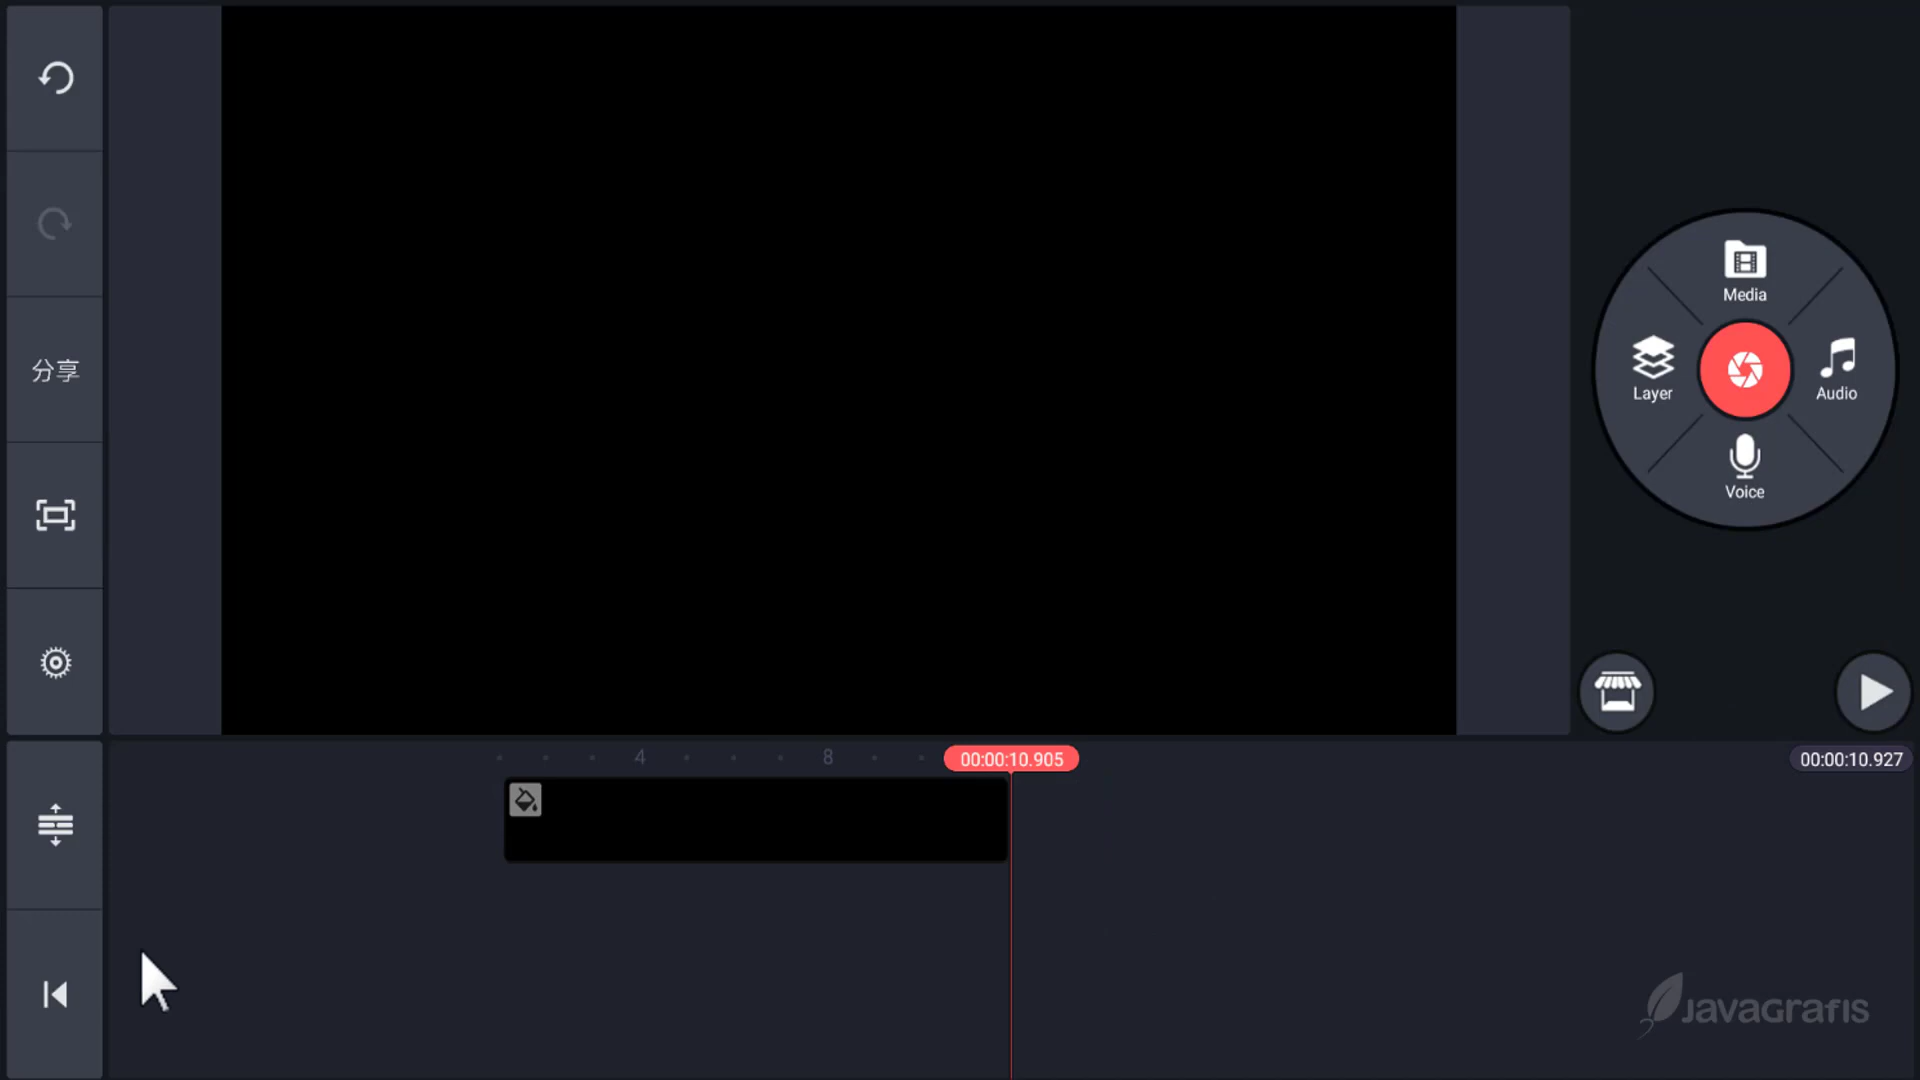 分享
Media
Layer
Audio
Voice
4
8
00:00:10.905
00:00:10.927
Javagrafis